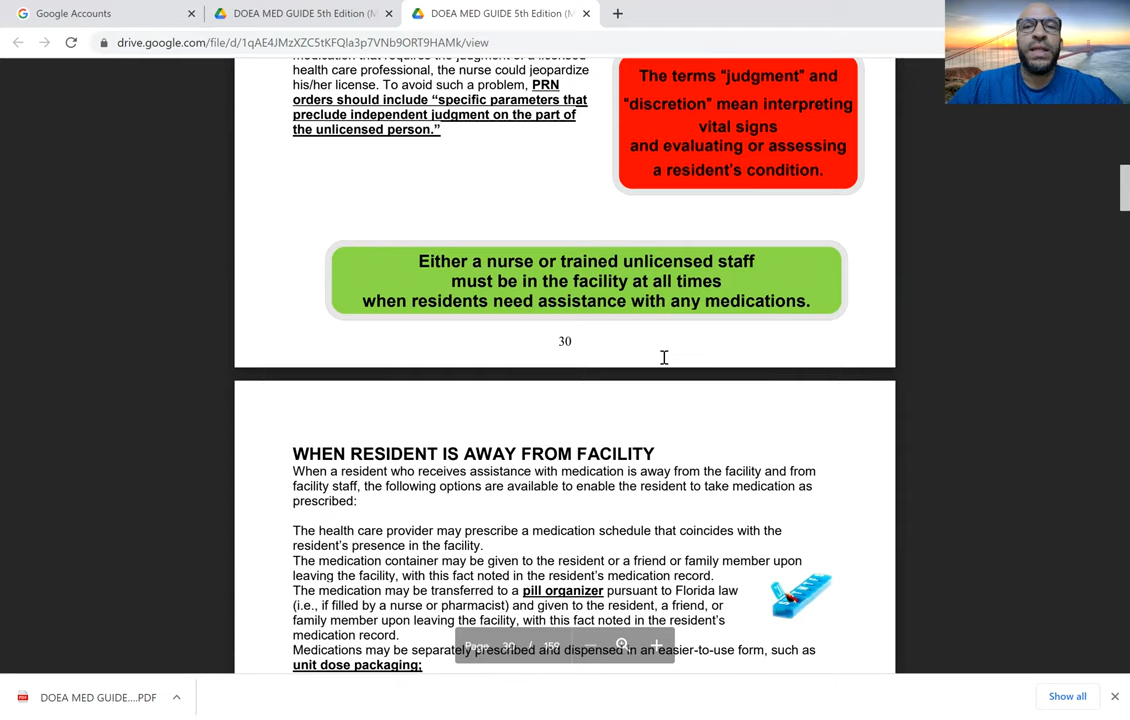 Google Accounts
DOEA MED GUIDE 5th Edition (M
DOEA MED GUIDE 5th Edition (M
drive.google.com/file/d/1qAE4JMzXZC5tKFQIa3p7VNb9ORT9HAMk/view
medication that requires the judgment of a licensed
health care professional, the nurse could jeopardize
his/her license. To avoid such a problem, PRN
orders should include “specific parameters that
preclude independent judgment on the part of
the unlicensed person.”
The terms "judgment" and
"discretion" mean interpreting
vital signs
and evaluating or assessing
a resident's condition.
Either a nurse or trained unlicensed staff
must be in the facility at all times
when residents need assistance with any medications.
30
WHEN RESIDENT IS AWAY FROM FACILITY
When a resident who receives assistance with medication is away from the facility and from
facility staff, the following options are available to enable the resident to take medication as
prescribed:
The health care provider may prescribe a medication schedule that coincides with the
resident's presence in the facility.
The medication container may be given to the resident or a friend or family member upon
leaving the facility, with this fact noted in the resident's medication record.
The medication may be transferred to a pill organizer pursuant to Florida law
(i.e., if filled by a nurse or pharmacist) and given to the resident, a friend, or
family member upon leaving the facility, with this fact noted in the resident's
medication record.
Medications may be separately prescribed and dispensed in an easier-to-use form, such as
unit dose packaging;
Page 30 / 159
DOEA MED GUIDE....PDF
Show all